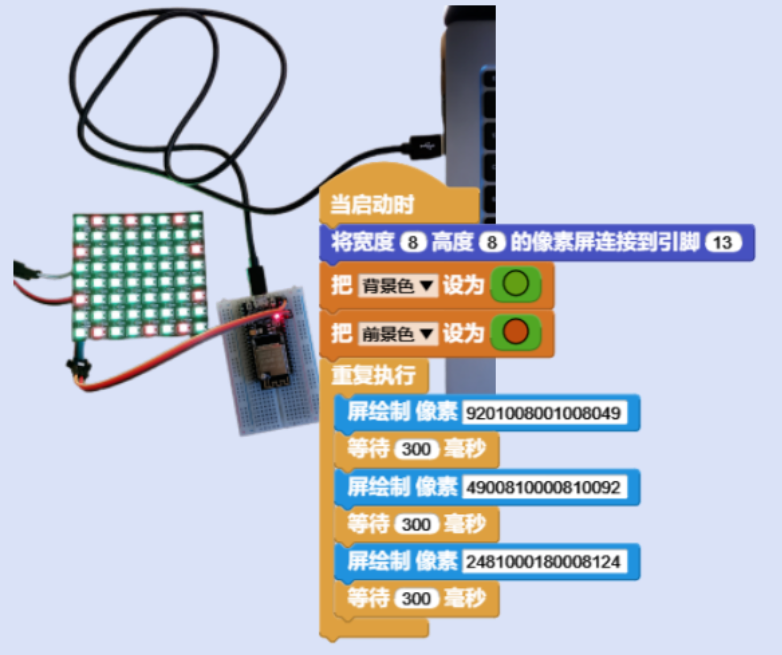 当启动时
将宽度 8 高度 8 的像素屏连接到引脚 13
把 背景色 设为
把 前景色 设为
重复执行
屏绘制 像素 9201008001008049
等待 300 毫秒
屏绘制 像素 4900810000810092
等待 300 毫秒
屏绘制 像素 2481000180008124
等待 300 毫秒